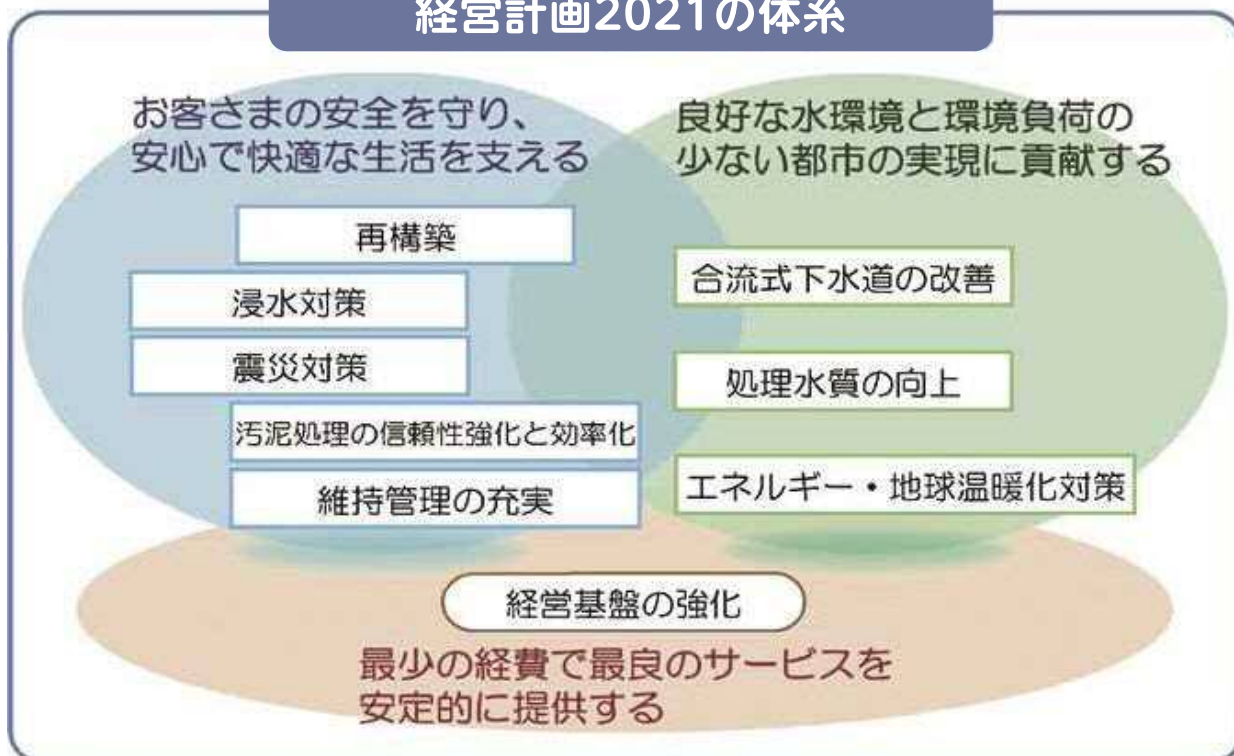 経営計画2021の体系
お客さまの安全を守り、
安心で快適な生活を支える
再構築
浸水対策
震災対策
汚泥処理の信頼性強化と効率化
維持管理の充実
良好な水環境と環境負荷の
少ない都市の実現に貢献する
合流式下水道の改善
処理水質の向上
エネルギー・地球温暖化対策
経営基盤の強化
最少の経費で最良のサービスを
安定的に提供する